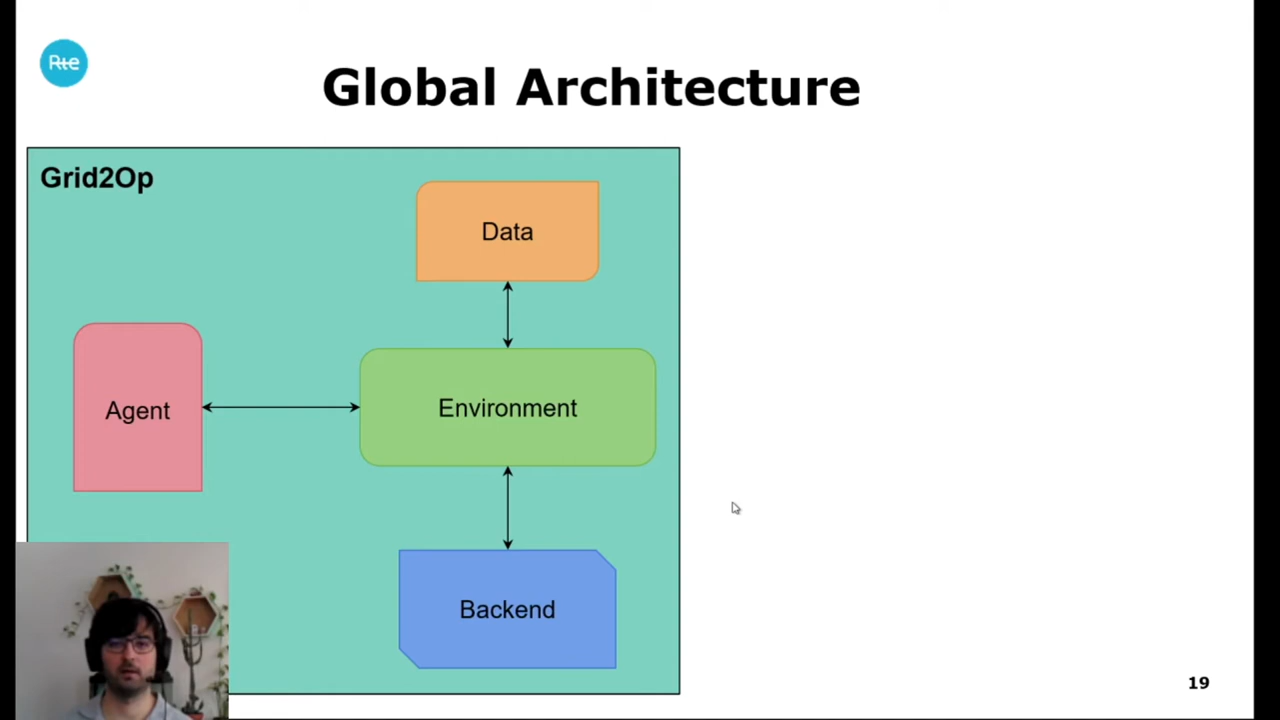 Rte
Global Architecture
Grid2Op
Data
Agent
Environment
Backend
19